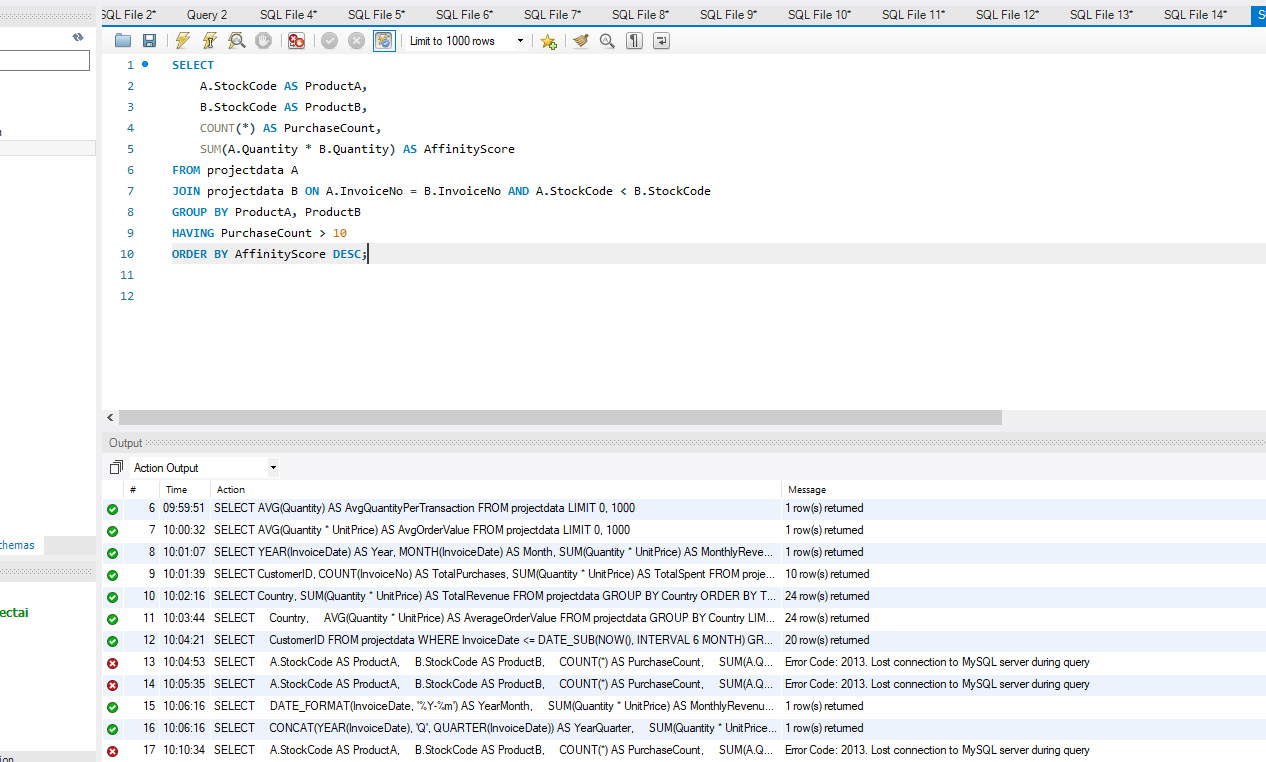 SQL File 2* Query 2 SQL File 4* SQL File 5* SQL File 6* SQL File 7* SQL File 8* SQL File 9* SQL File 10* SQL File 11* SQL File 12* SQL File 13* SQL File 14* S
Limit to 1000 rows
1 SELECT
2 A.StockCode AS ProductA,
3 B.StockCode AS ProductB,
4 COUNT(*) AS PurchaseCount,
5 SUM(A.Quantity * B.Quantity) AS AffinityScore
6 FROM projectdata A
7 JOIN projectdata B ON A.InvoiceNo = B.InvoiceNo AND A.StockCode < B.StockCode
8 GROUP BY ProductA, ProductB
9 HAVING PurchaseCount > 10
10 ORDER BY AffinityScore DESC;
11
12
Output
Action Output
# Time Action Message
6 09:59:51 SELECT AVG(Quantity) AS AvgQuantityPerTransaction FROM projectdata LIMIT 0, 1000 1 row(s) returned
7 10:00:32 SELECT AVG(Quantity * UnitPrice) AS AvgOrderValue FROM projectdata LIMIT 0, 1000 1 row(s) returned
8 10:01:07 SELECT YEAR(InvoiceDate) AS Year, MONTH(InvoiceDate) AS Month, SUM(Quantity * UnitPrice) AS MonthlyReve... 1 row(s) returned
9 10:01:39 SELECT CustomerID, COUNT(InvoiceNo) AS TotalPurchases, SUM(Quantity * UnitPrice) AS TotalSpent FROM proje... 10 row(s) returned
10 10:02:16 SELECT Country, SUM(Quantity * UnitPrice) AS TotalRevenue FROM projectdata GROUP BY Country ORDER BY T... 24 row(s) returned
11 10:03:44 SELECT Country, AVG(Quantity * UnitPrice) AS AverageOrderValue FROM projectdata GROUP BY Country LIM... 24 row(s) returned
12 10:04:21 SELECT CustomerID FROM projectdata WHERE InvoiceDate <= DATE_SUB(NOW(), INTERVAL 6 MONTH) GR... 20 row(s) returned
13 10:04:53 SELECT A.StockCode AS ProductA, B.StockCode AS ProductB, COUNT(*) AS PurchaseCount, SUM(A.Q... Error Code: 2013. Lost connection to MySQL server during query
14 10:05:35 SELECT A.StockCode AS ProductA, B.StockCode AS ProductB, COUNT(*) AS PurchaseCount, SUM(A.Q... Error Code: 2013. Lost connection to MySQL server during query
15 10:06:16 SELECT DATE_FORMAT(InvoiceDate, '%Y-%m') AS YearMonth, SUM(Quantity * UnitPrice) AS MonthlyRevenu... 1 row(s) returned
16 10:06:16 SELECT CONCAT(YEAR(InvoiceDate), 'Q', QUARTER(InvoiceDate)) AS YearQuarter, SUM(Quantity * UnitPrice... 1 row(s) returned
17 10:10:34 SELECT A.StockCode AS ProductA, B.StockCode AS ProductB, COUNT(*) AS PurchaseCount, SUM(A.Q... Error Code: 2013. Lost connection to MySQL server during query
chemas
ectai